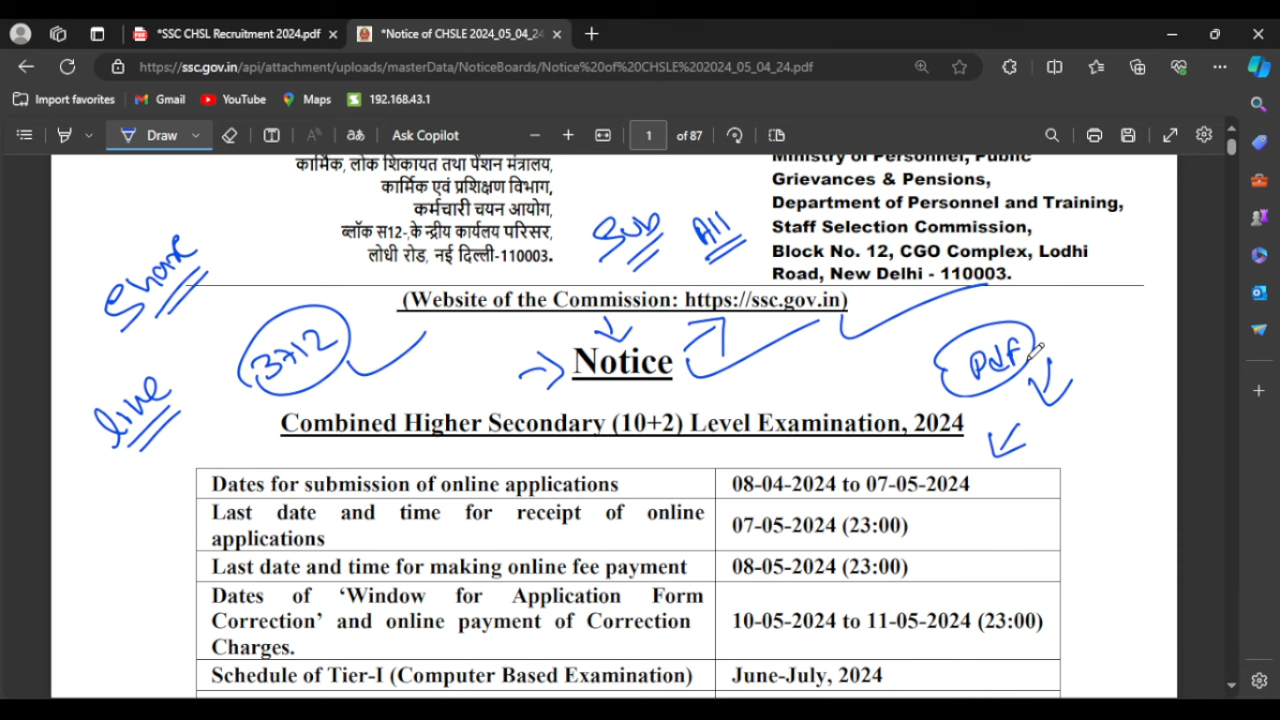 *SSC CHSL Recruitment 2024.pdf
*Notice of CHSLE 2024_05_04_24
https://ssc.gov.in/api/attachment/uploads/masterData/NoticeBoards/Notice%20of%20CHSLE%202024_05_04_24.pdf
Import favorites Gmail YouTube Maps 192.168.43.1
Draw Ask Copilot 1 of 87
कार्मिक, लोक शिकायत तथा पेंशन मंत्रालय,
कार्मिक एवं प्रशिक्षण विभाग,
कर्मचारी चयन आयोग,
ब्लॉक स12-,के न्द्रीय कार्यलय परिसर,
लोधी रोड, नई दिल्ली-110003.
Ministry of Personnel, Public
Grievances & Pensions,
Department of Personnel and Training,
Staff Selection Commission,
Block No. 12, CGO Complex, Lodhi
Road, New Delhi - 110003.
Sub All
Share
(Website of the Commission: https://ssc.gov.in)
3712
Notice
pdf
live
Combined Higher Secondary (10+2) Level Examination, 2024
Dates for submission of online applications 08-04-2024 to 07-05-2024
Last date and time for receipt of online
applications 07-05-2024 (23:00)
Last date and time for making online fee payment 08-05-2024 (23:00)
Dates of ‘Window for Application Form
Correction’ and online payment of Correction 10-05-2024 to 11-05-2024 (23:00)
Charges.
Schedule of Tier-I (Computer Based Examination) June-July, 2024